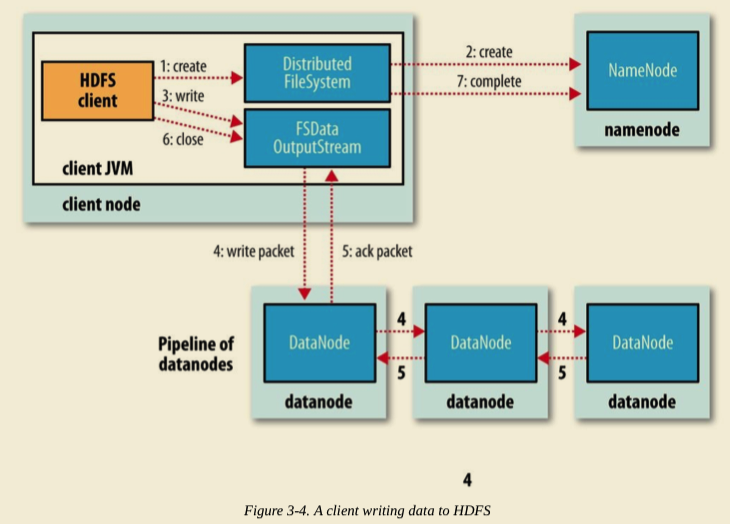 1: create
HDFS
client
3: write
6: close
Distributed
FileSystem
FSData
OutputStream
client JVM
client node
2: create
7: complete
NameNode
namenode
4: write packet
5: ack packet
Pipeline of
datanodes
DataNode
datanode
4
5
DataNode
datanode
4
5
DataNode
datanode
4
Figure 3-4. A client writing data to HDFS